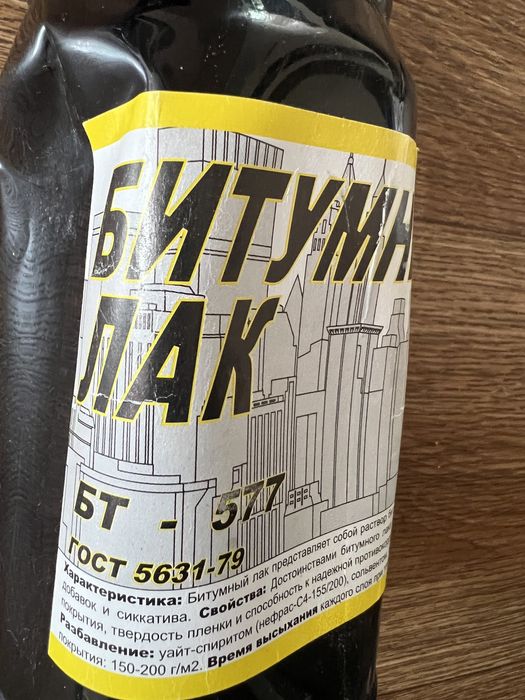 БИТУМН
ЛАК
БТ - 577
ГОСТ 5631-79
Характеристика: Битумный лак представляет собой раствор
добавок и сиккатива. Свойства: Достоинствами битумного
покрытия, твердость пленки и способность к надежной
Разбавление: уайт-спиритом (нефрас-С4-155/200),
покрытия: 150-200 г/м2. Время высыхания каждого слоя при